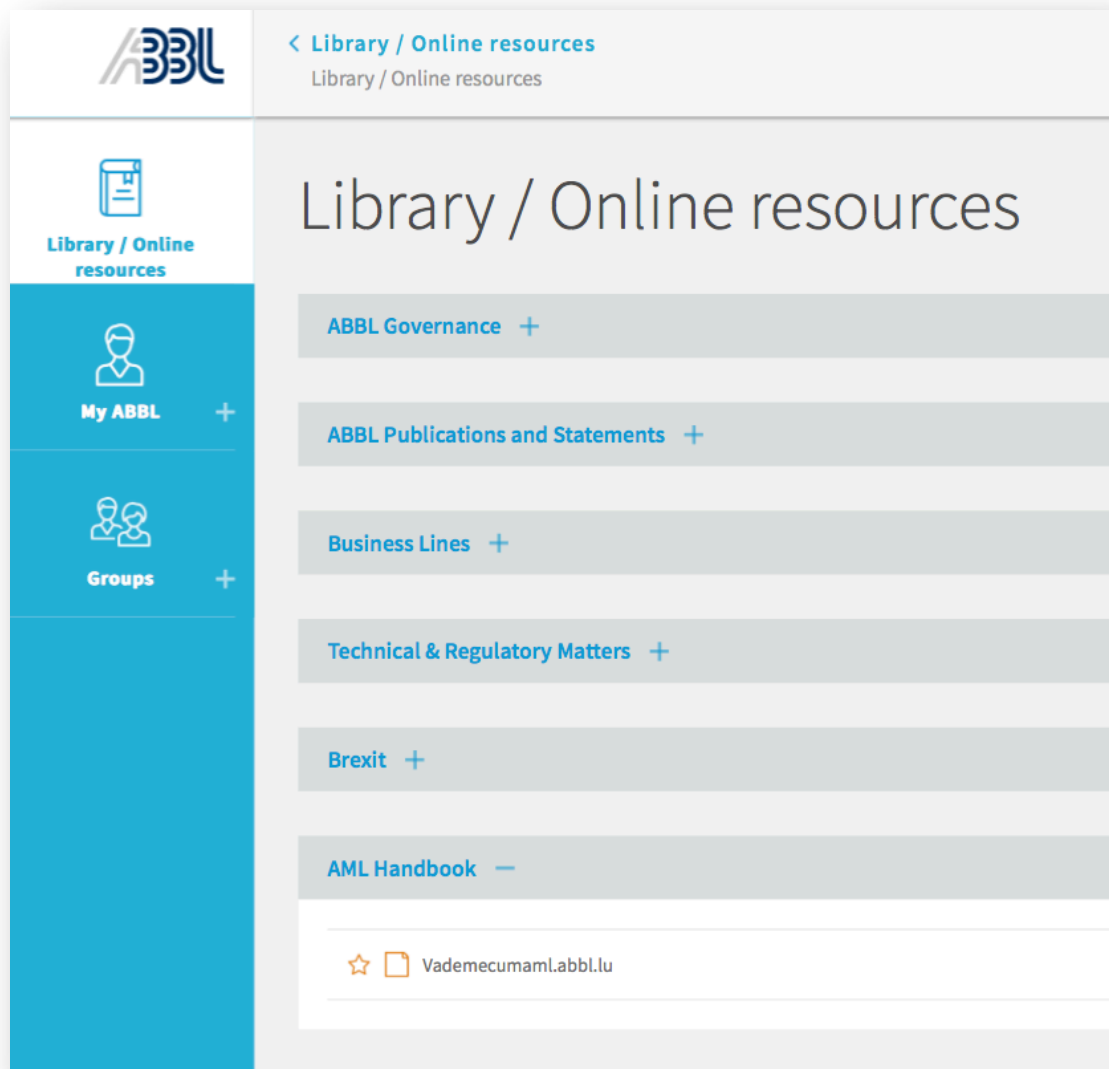 ABBL
Library / Online resources
Library / Online resources
Library / Online
resources
My ABBL
Groups
Library / Online resources
ABBL Governance
ABBL Publications and Statements
Business Lines
Technical & Regulatory Matters
Brexit
AML Handbook
Vademecumaml.abbl.lu